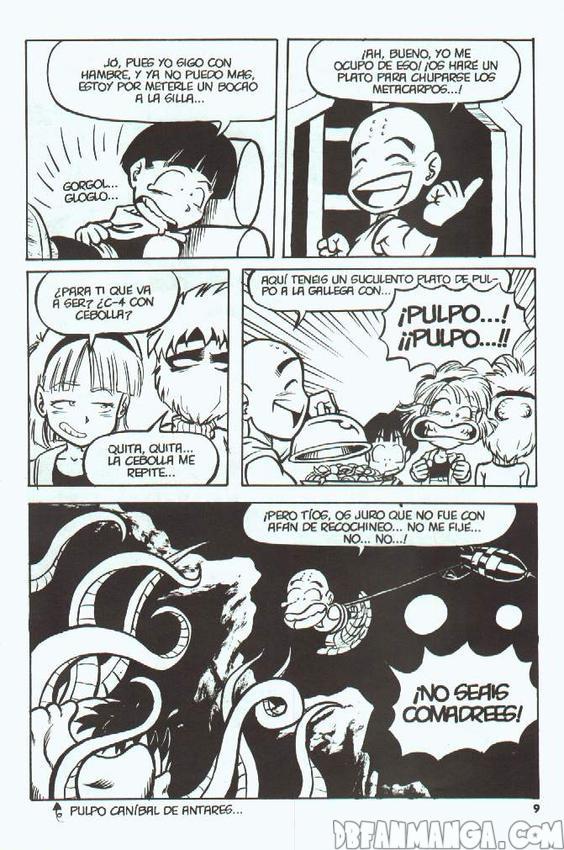 JÓ, PUES YO SIGO CON
HAMBRE, Y YA NO PUEDO MAS,
ESTOY POR METERLE UN BOCAO
A LA SILLA...
GORGOL...
GLOGLO...
¡AH, BUENO, YO ME
OCUPO DE ESO! ¡OS HARE UN
PLATO PARA CHUPARSE LOS
METACARPOS...!
¿PARA TI QUE VA
A SER? ¿C-4 CON
CEBOLLA?
QUITA, QUITA...
LA CEBOLLA ME
REPITE...
AQUÍ TENEIS UN SUCULENTO PLATO DE PUL-
PO A LA GALLEGA CON...
¡PULPO...!
¡¡PULPO...!!
¡PERO TÍOS, OS JURO QUE NO FUE CON
AFAN DE RECOCHINEO... NO ME FIJE...
NO... NO...!
¡NO SEAIS
COMADREES!
PULPO CANÍBAL DE ANTARES...
9
DBFANMANGA.COM